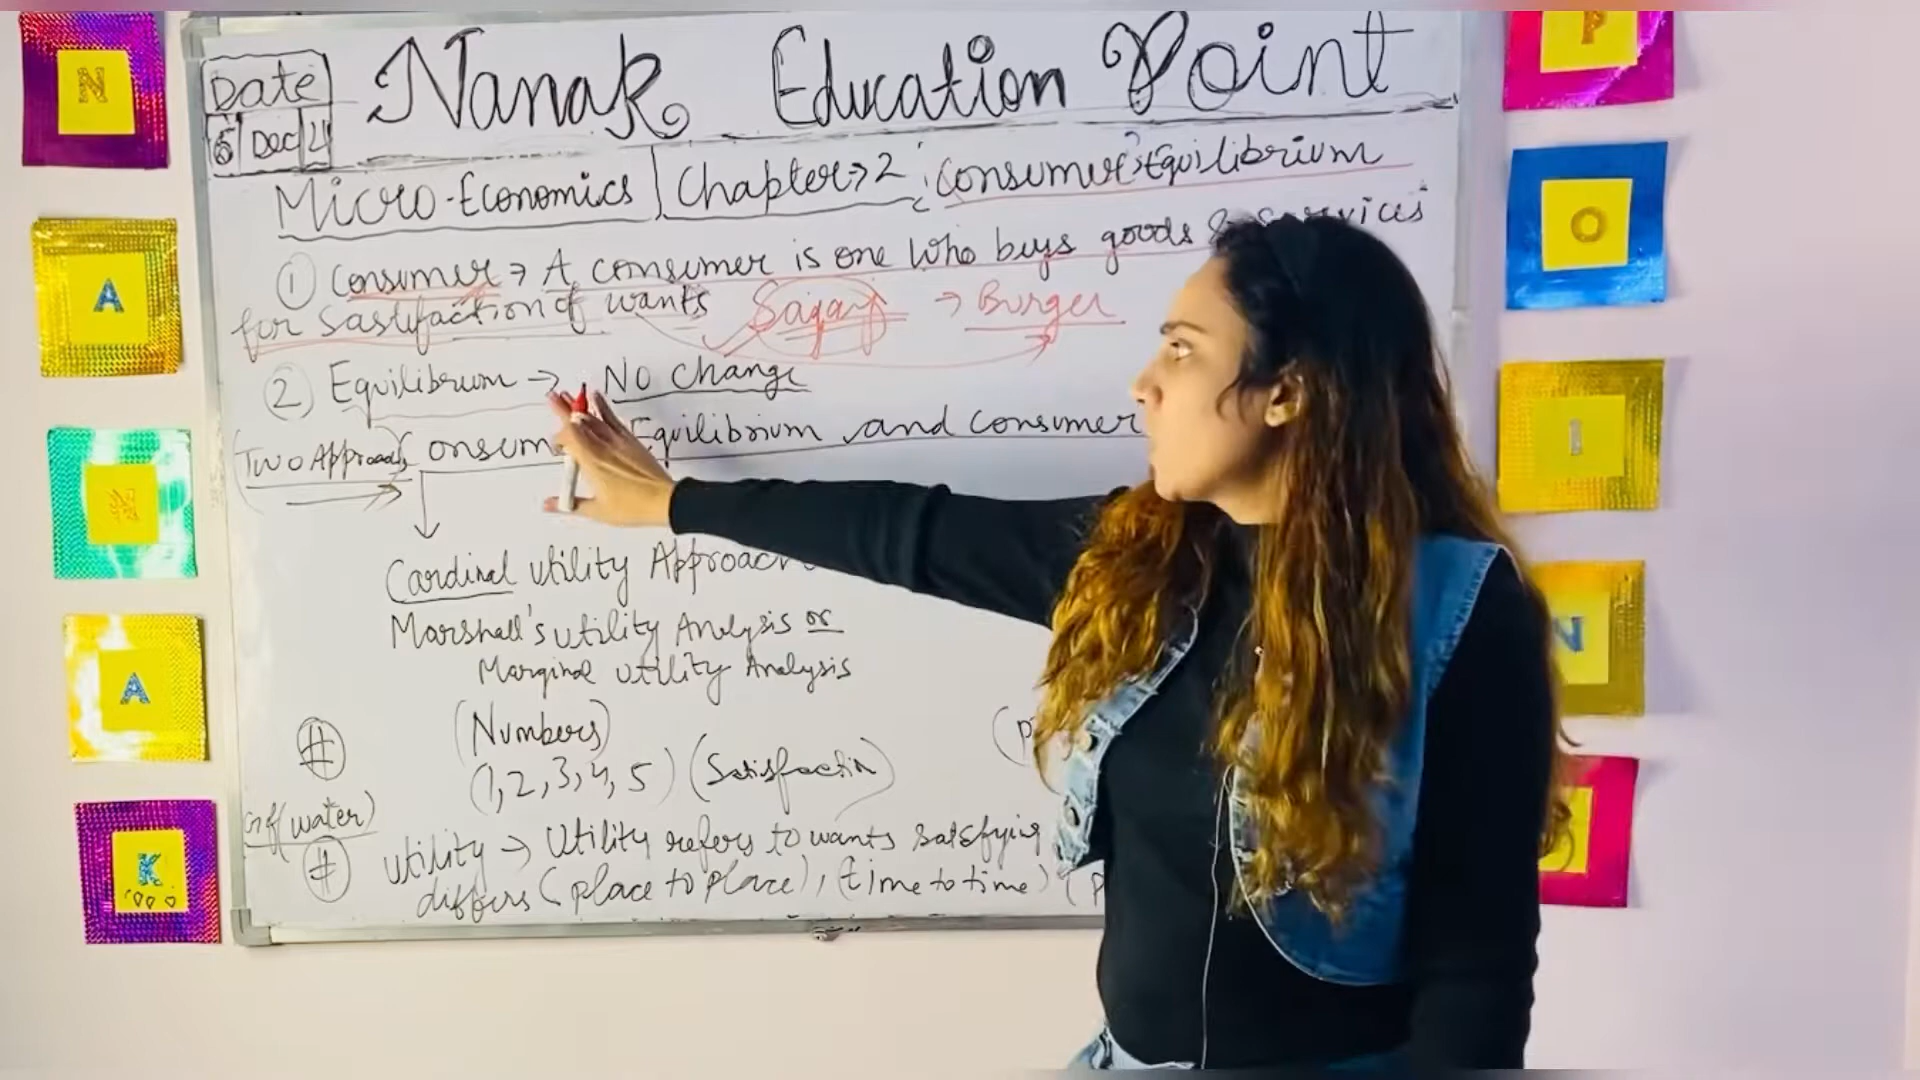 Date
6 Dec 24
Nanak Education Point
Micro-Economics | Chapter → 2 : Consumer's Equilibrium
① Consumer → A consumer is one who buys goods & services
for sastifaction of wants Sagar → Burger
② Equilibrium → No Change
(Two Approach) Consum Equilibrium and consumer
Cardinal utility Approach
Marshall's utility Analysis or
Marginal utility Analysis
(Numbers)
(1, 2, 3, 4, 5) (Satisfaction)
(water)
utility → Utility refers to wants satisfying
differs (place to place), (time to time) (P
N
A
N
A
K
P
O
I
N